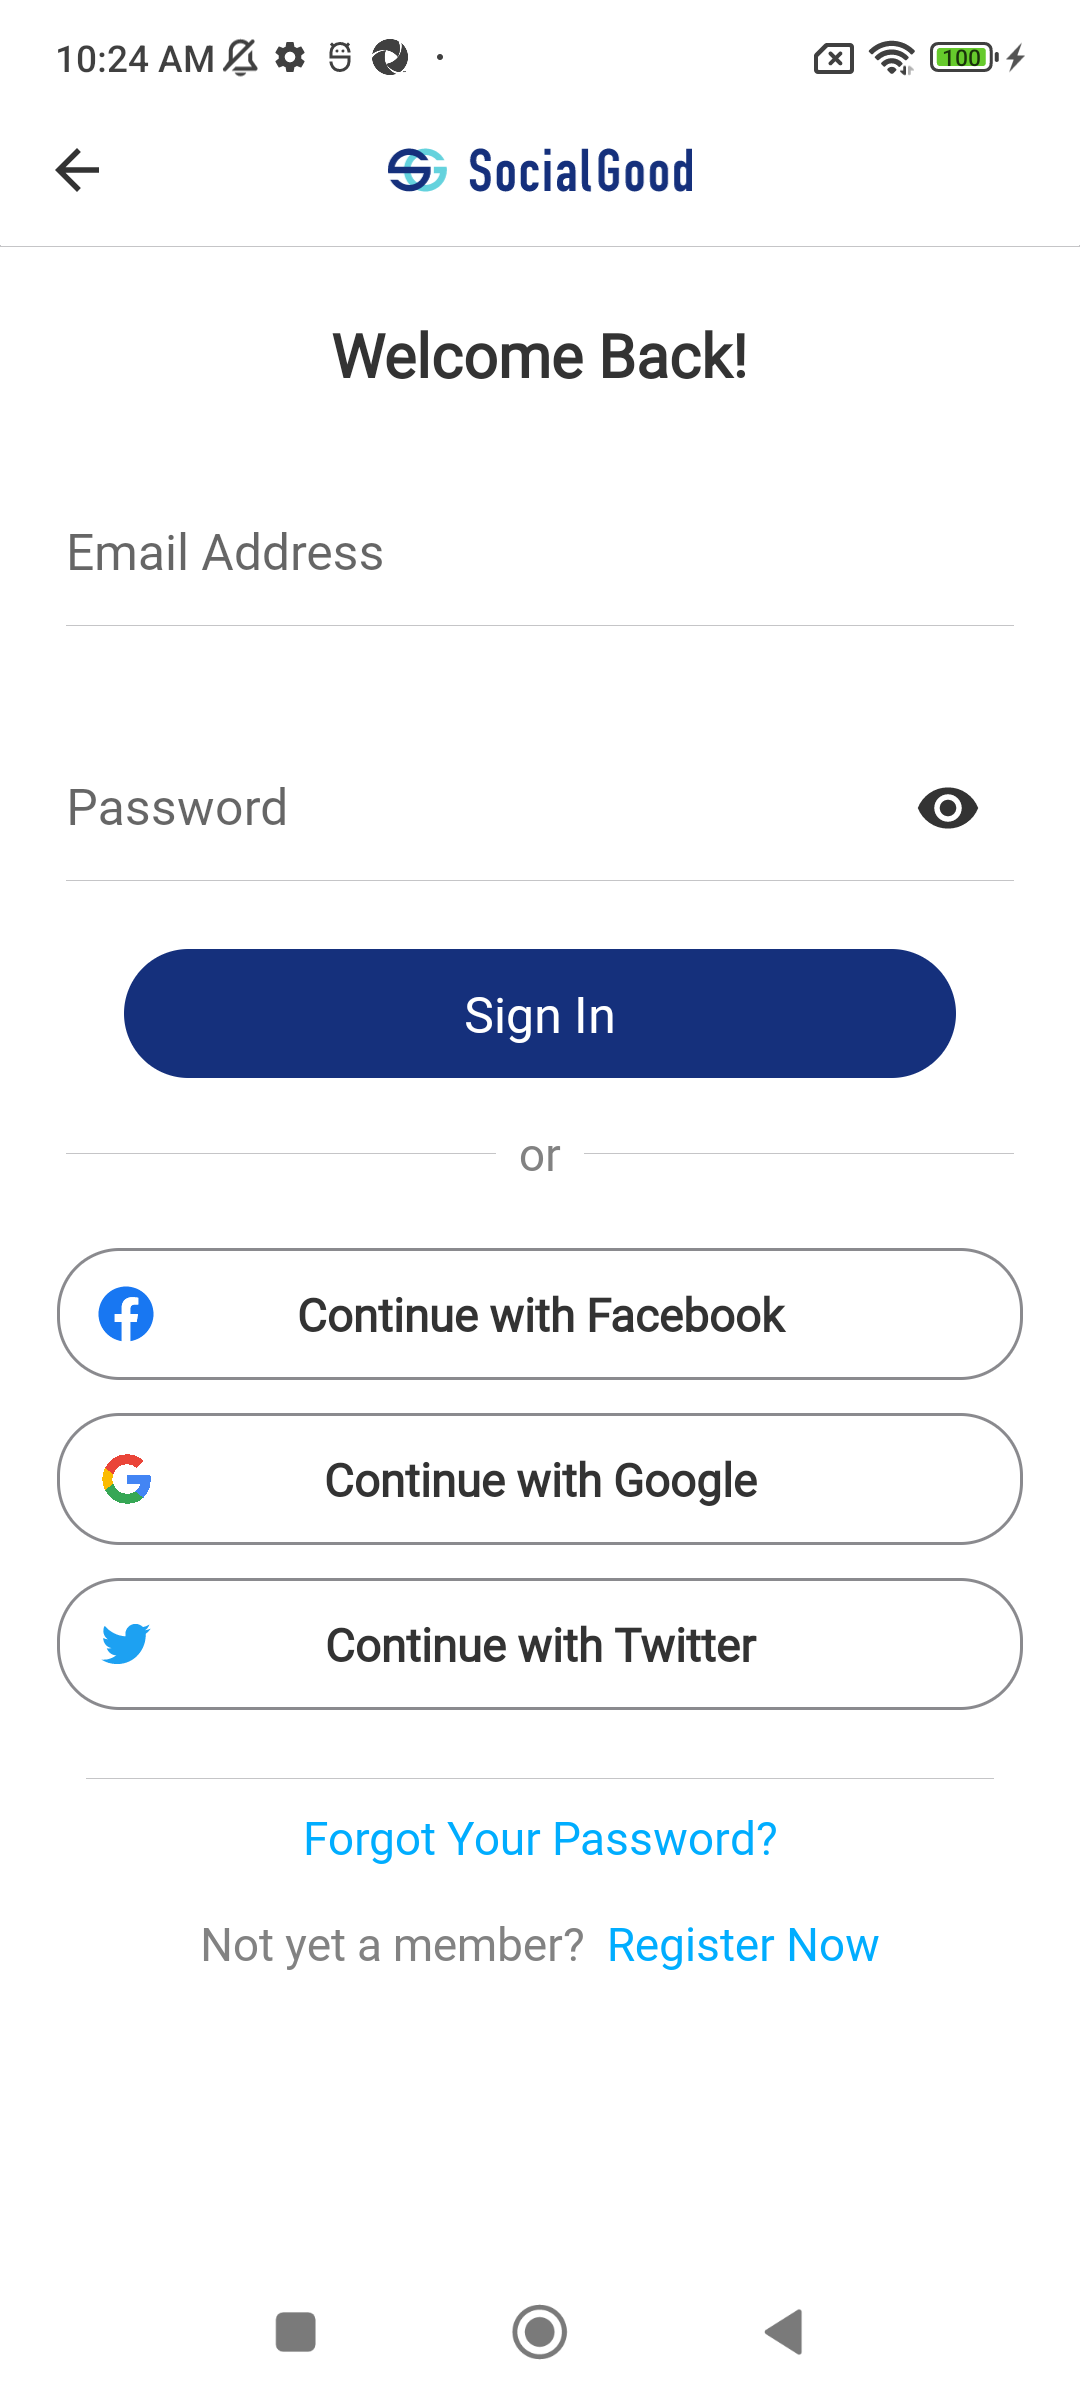 10:24 AM
100
SocialGood
Welcome Back!
Email Address
Password
Sign In
or
Continue with Facebook
Continue with Google
Continue with Twitter
Forgot Your Password?
Not yet a member? Register Now